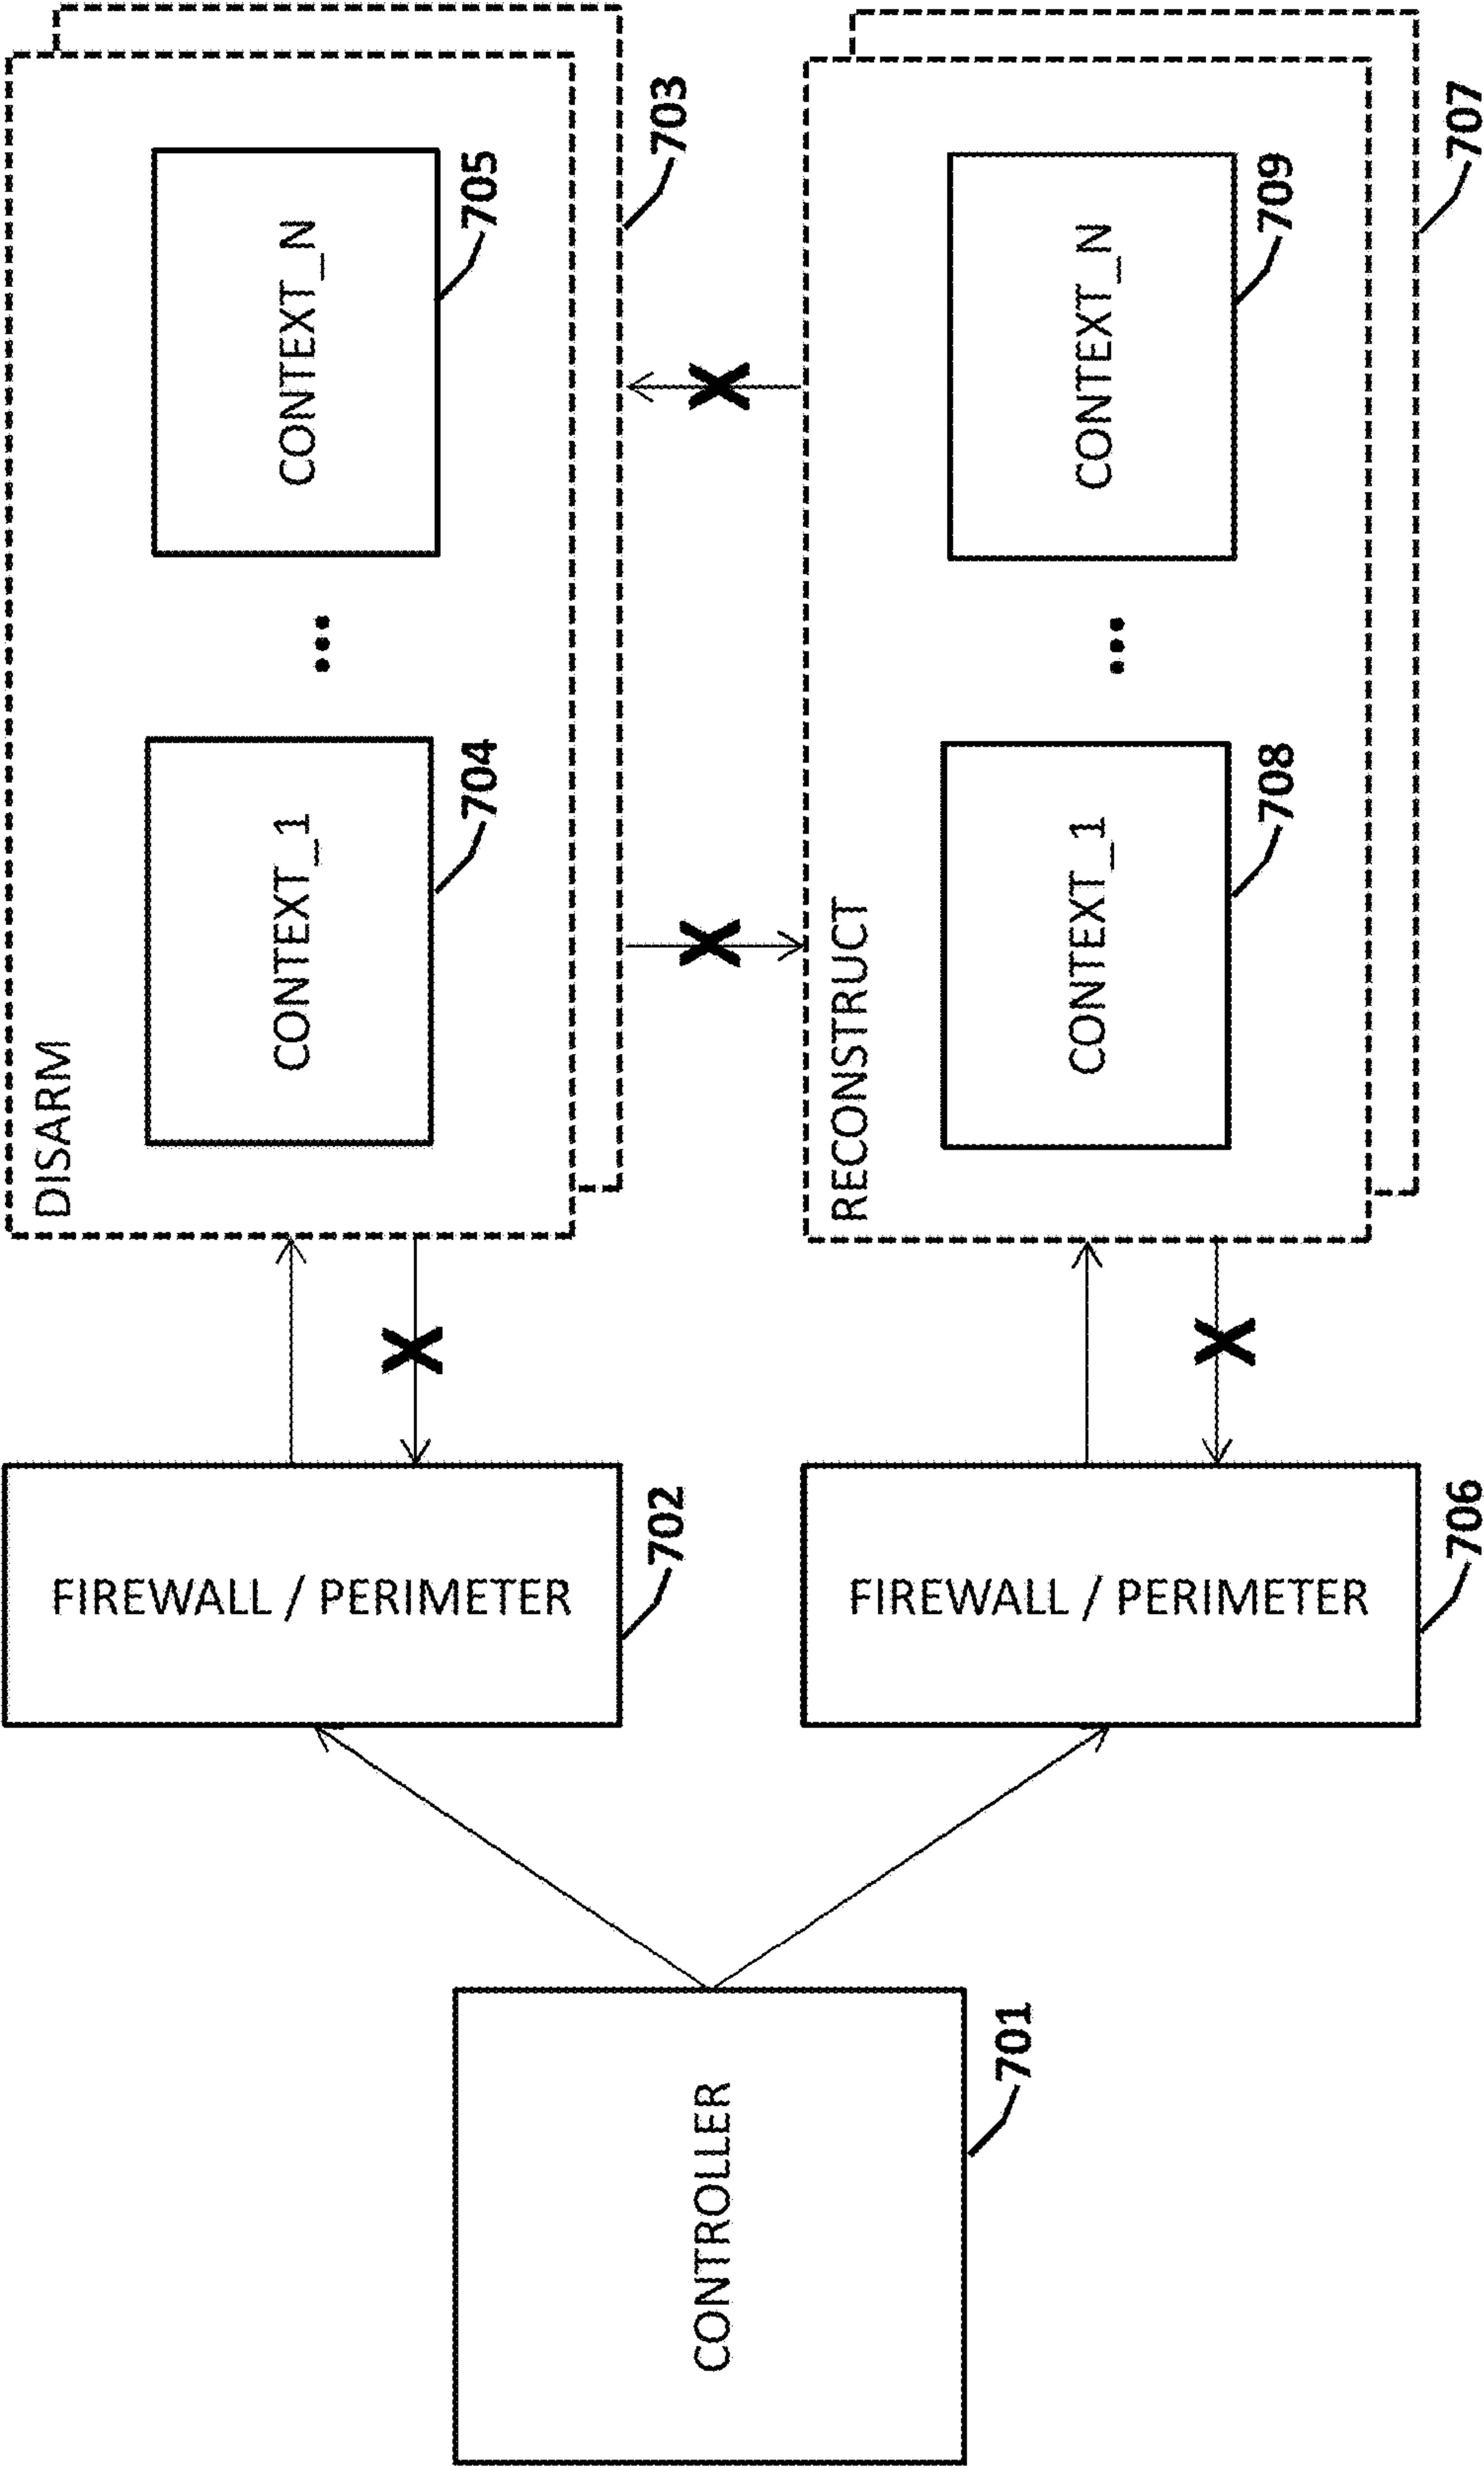 DISARM
CONTEXT_1
704
...
CONTEXT_N
705
703
FIREWALL / PERIMETER
702
X
X
X
CONTROLLER
701
RECONSTRUCT
CONTEXT_1
708
...
CONTEXT_N
709
707
FIREWALL / PERIMETER
706
X